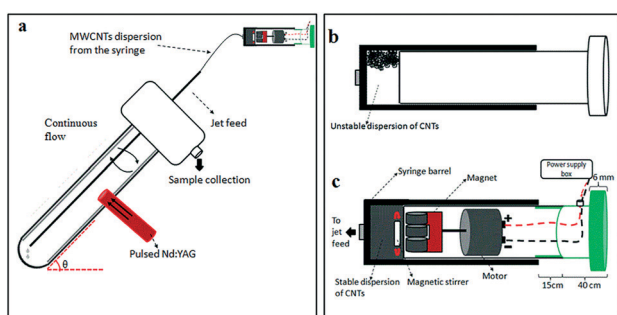 a
MWCNTs dispersion
from the syringe
Continuous
flow
Jet feed
Sample collection
Pulsed Nd:YAG
θ
b
Unstable dispersion of CNTs
c
Syringe barrel
Magnet
Power supply
box
6 mm
To
jet
feed
+
−
Stable dispersion
of CNTs
Magnetic stirrer
Motor
15cm
40 cm